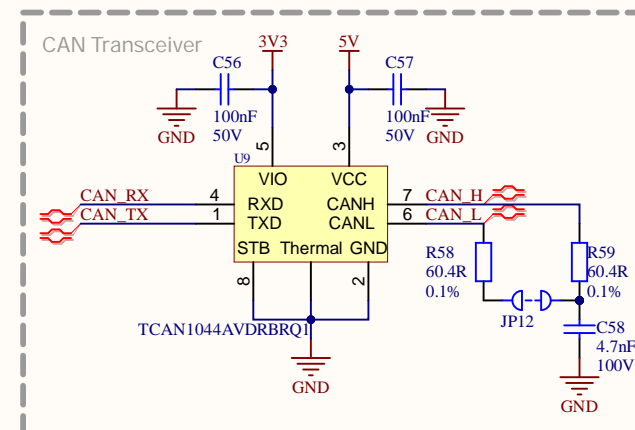 CAN Transceiver
3V3
5V
C56
C57
100nF
50V
GND
100nF
50V
GND
U9
5
3
VIO
VCC
CAN_RX
4
RXD
CANH
7
CAN_H
CAN_TX
1
TXD
CANL
6
CAN_L
STB
Thermal
GND
8
2
R58
60.4R
0.1%
R59
60.4R
0.1%
JP12
TCAN1044AVDRBRQ1
C58
4.7nF
100V
GND
GND